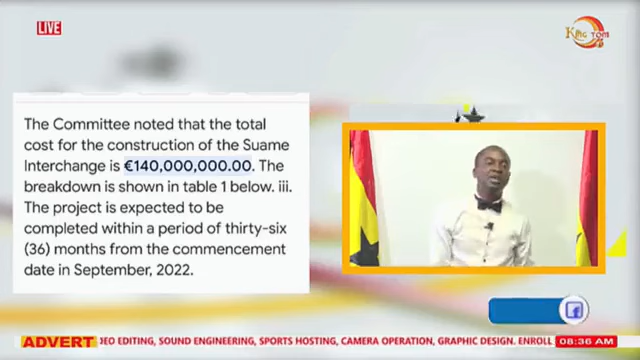 LIVE
King TOM
The Committee noted that the total
cost for the construction of the Suame
Interchange is €140,000,000.00. The
breakdown is shown in table 1 below. iii.
The project is expected to be
completed within a period of thirty-six
(36) months from the commencement
date in September, 2022.
f
ADVERT EO EDITING, SOUND ENGINEERING, SPORTS HOSTING, CAMERA OPERATION, GRAPHIC DESIGN. ENROLL 08:36 AM